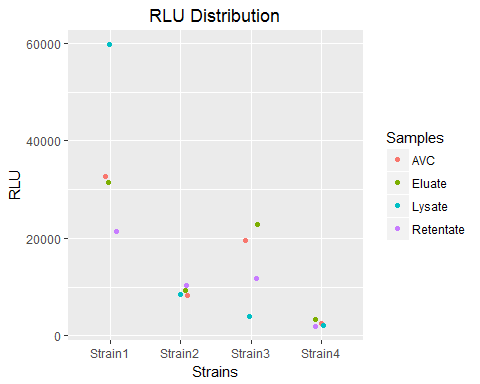 RLU Distribution
60000
40000
20000
0
RLU
Strain1 Strain2 Strain3 Strain4
Strains
Samples
AVC
Eluate
Lysate
Retentate